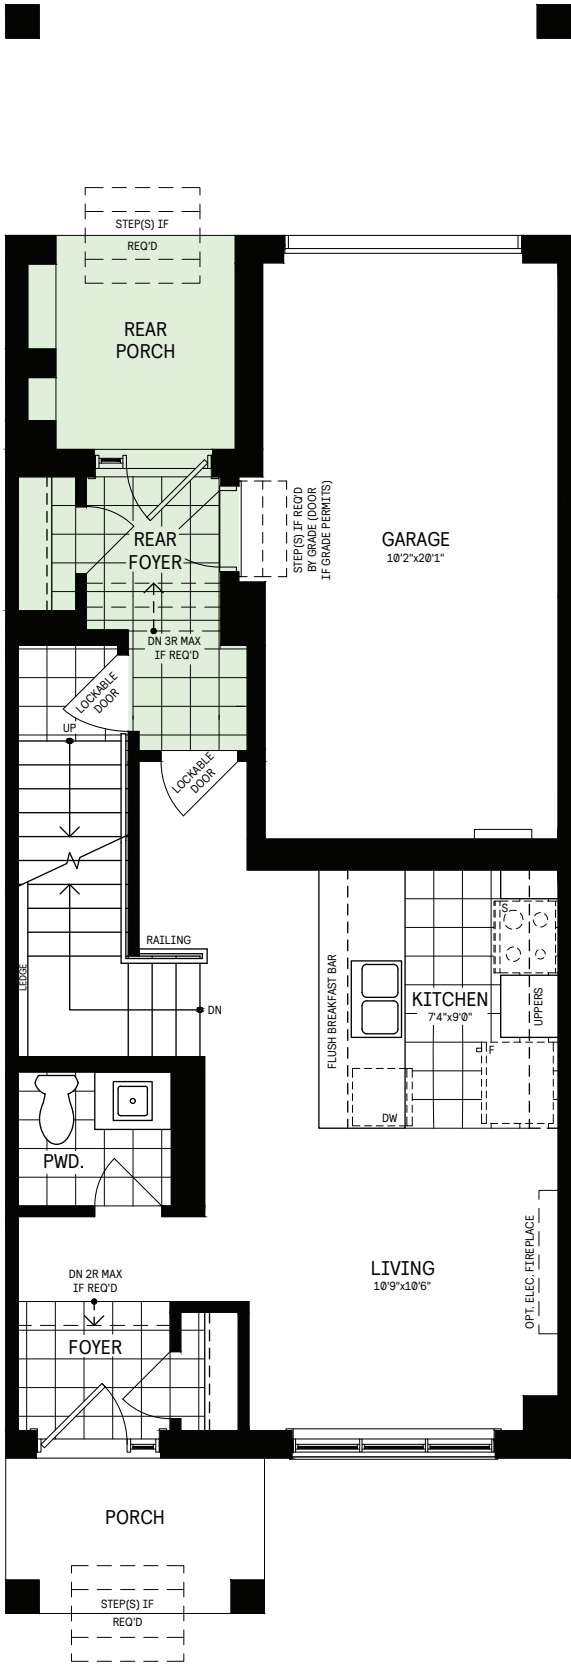 STEP(S) IF
REQ'D
REAR
PORCH
STEP(S) IF REQ'D
BY GRADE (DOOR
IF GRADE PERMITS)
GARAGE
10'2"x20'1"
REAR
FOYER
DN 3R MAX
IF REQ'D
LOCKABLE
DOOR
UP
LOCKABLE
DOOR
RAILING
LEDGE
DN
FLUSH BREAKFAST BAR
S
KITCHEN
7'4"x9'0"
UPPERS
F
DW
PWD.
OPT. ELEC. FIREPLACE
LIVING
10'9"x10'6"
DN 2R MAX
IF REQ'D
FOYER
PORCH
STEP(S) IF
REQ'D